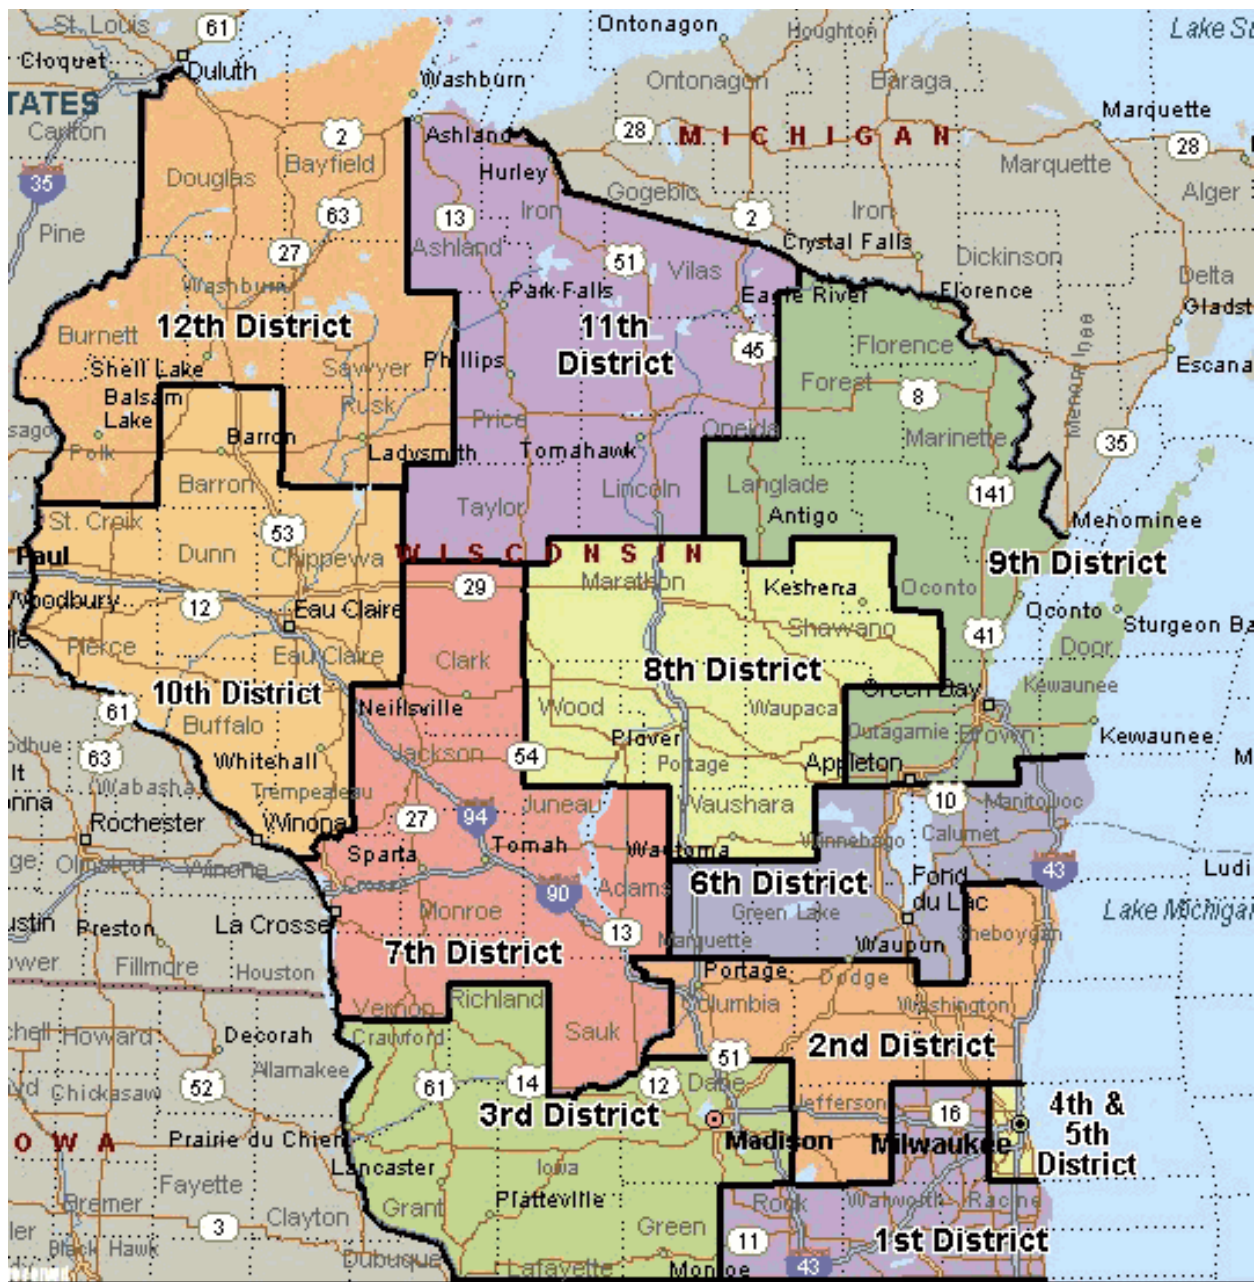 St. Louis
61
Ontonagon
Houghton
Lake Su
Cloquet
Duluth
Washburn
Ontonagon
Baraga
TATES
Carlton
2
Ashland
28
MICHIGAN
Marquette
28
35
Douglas
Bayfield
Hurley
Gogebic
Marquette
Alger
Pine
63
13
Iron
2
Iron
27
Ashland
51
Vilas
Crystal Falls
Dickinson
Delta
Washburn
Park Falls
Eagle River
Florence
Gladst
12th District
11th
District
Burnett
Shell Lake
Sawyer
Phillips
45
Florence
Escana
Balsam
Lake
Rusk
Price
Forest
8
Menominee
sago
Polk
Barron
Ladysmith
Tomahawk
Oneida
Marinette
35
Barron
Taylor
Lincoln
Langlade
141
St. Croix
53
Antigo
Menominee
Paul
Dunn
Chippewa
WISCONSIN
9th District
Woodbury
12
Eau Claire
29
Marathon
Keshena
Oconto
Oconto
Pierce
Eau Claire
Clark
Shawano
41
Sturgeon Ba
Door
10th District
8th District
Kewaunee
61
Buffalo
Neillsville
Wood
Waupaca
Green Bay
63
Whitehall
Jackson
54
Plover
Portage
Outagamie
Brown
Kewaunee
Appleton
Wabasha
Trempealeau
Juneau
Waushara
10
Manitowoc
Rochester
Winona
27
94
Winnebago
Calumet
Olmsted
Winona
Sparta
Tomah
Wautoma
43
Ludi
La Crosse
90
Adams
6th District
Fond
du Lac
ustin
Preston
La Crosse
Monroe
Green Lake
Lake Michigan
Fillmore
Houston
7th District
13
Marquette
Waupun
Sheboygan
Portage
Dodge
Vernon
Richland
Columbia
Washington
Howard
Decorah
Crawford
Sauk
2nd District
Allamakee
51
Chickasaw
52
61
14
12
Dane
Jefferson
16
4th &
5th
District
3rd District
Madison
Milwaukee
OWA
Prairie du Chien
Lancaster
Iowa
Bremer
Fayette
Grant
Platteville
Rock
Walworth
Racine
3
Clayton
Green
11
1st District
Black Hawk
Dubuque
Lafayette
Monroe
43